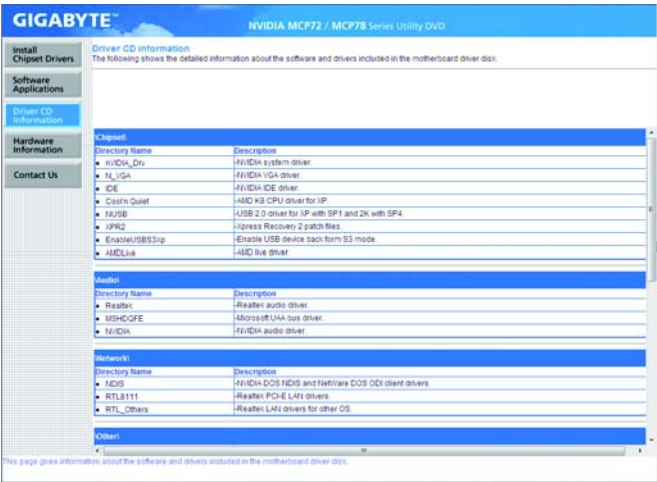 GIGABYTE™
NVIDIA MCP72 / MCP78 Series Utility DVD
Install
Chipset Drivers
Software
Applications
Driver CD
Information
Hardware
Information
Contact Us
Driver CD information
The following shows the detailed information about the software and drivers included in the motherboard driver disk.
\Chipset\
Directory Name Description
• nVIDIA_Drv -NVIDIA system driver.
• N_VGA -NVIDIA VGA driver.
• IDE -NVIDIA IDE driver.
• Cool'n Quiet -AMD K8 CPU driver for XP.
• NUSB -USB 2.0 driver for XP with SP1 and 2K with SP4.
• XPR2 -Xpress Recovery 2 patch files.
• EnableUSBS3Xp -Enable USB device back form S3 mode.
• AMDLive -AMD live driver.
\Audio\
Directory Name Description
• Realtek -Realtek audio driver.
• MSHDQFE -Microsoft UAA bus driver.
• NVIDIA -NVIDIA audio driver.
\Network\
Directory Name Description
• NDIS -NVIDIA DOS NDIS and NetWare DOS ODI client drivers.
• RTL8111 -Realtek PCI-E LAN drivers.
• RTL_Others -Realtek LAN drivers for other OS.
\Other\
This page gives information about the software and drivers included in the motherboard driver disk.